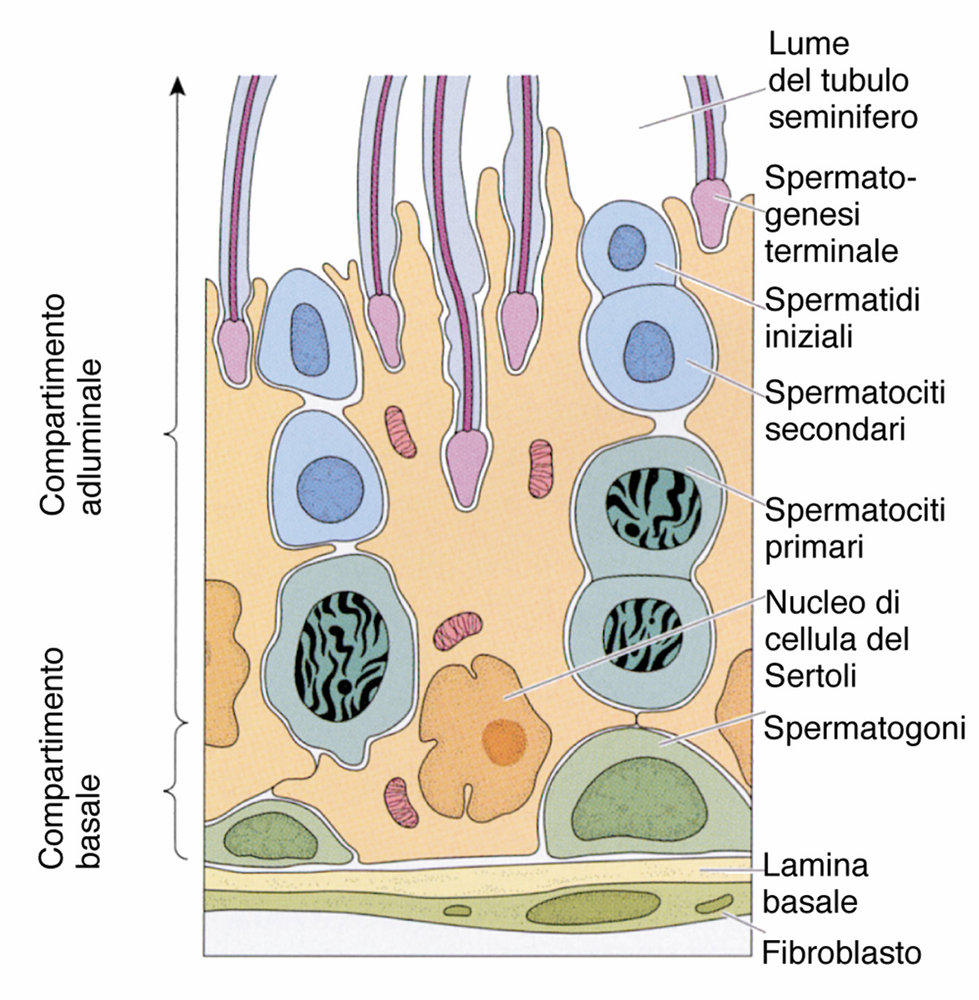 Lume
del tubulo
seminifero
Spermato-
genesi
terminale
Spermatidi
iniziali
Spermatociti
secondari
Spermatociti
primari
Nucleo di
cellula del
Sertoli
Spermatogoni
Lamina
basale
Fibroblasto
Compartimento
adluminale
Compartimento
basale